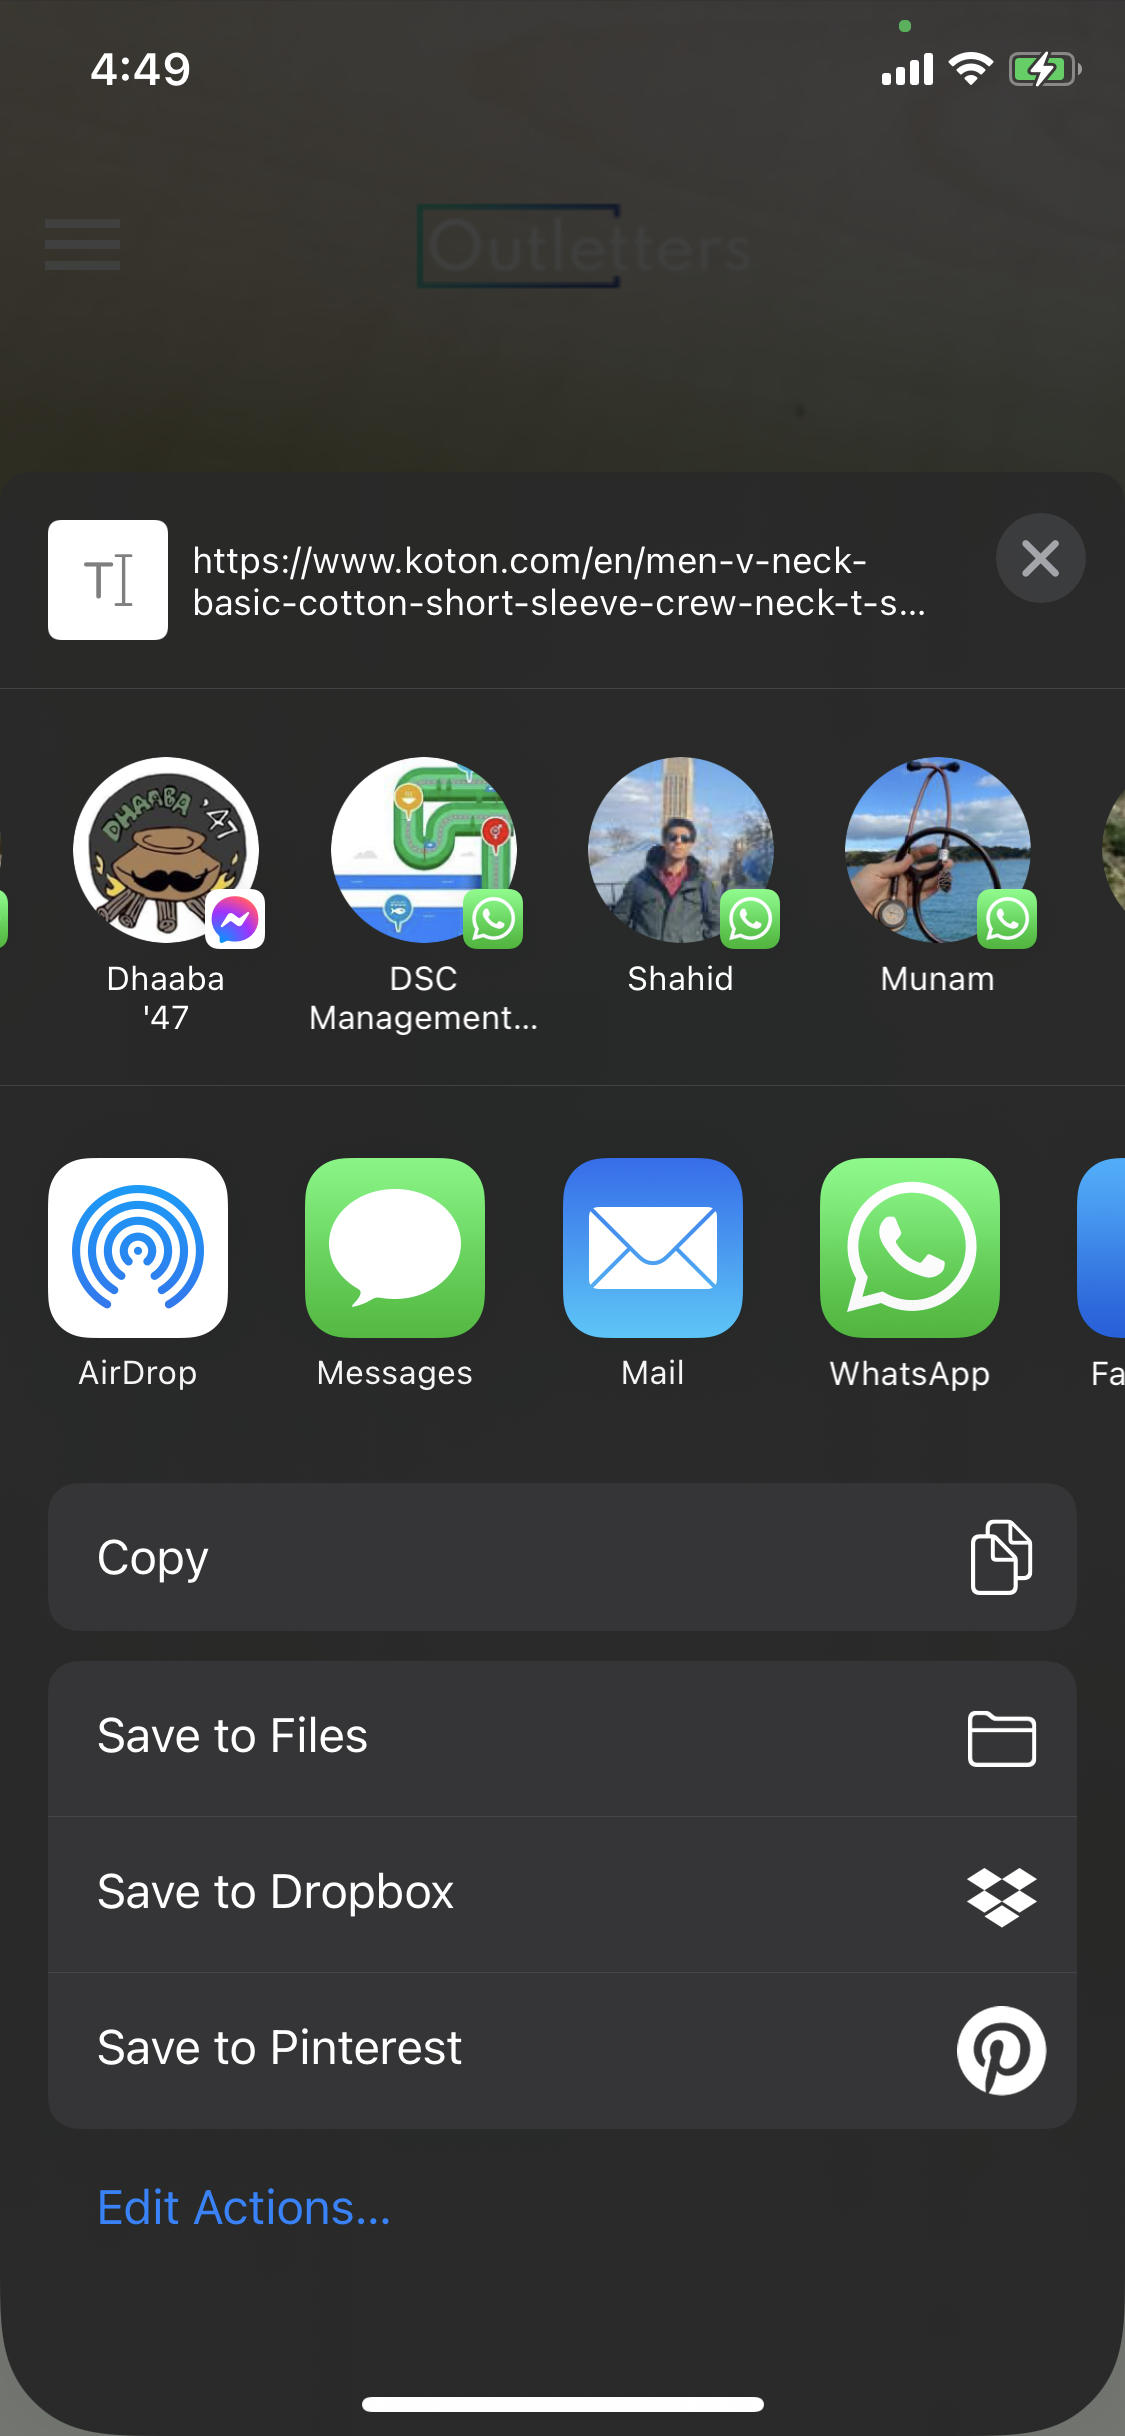 4:49
Outletters
https://www.koton.com/en/men-v-neck-
basic-cotton-short-sleeve-crew-neck-t-s...
DHAABA '47
Dhaaba
'47
DSC
Management...
Shahid
Munam
AirDrop
Messages
Mail
WhatsApp
Fa
Copy
Save to Files
Save to Dropbox
Save to Pinterest
Edit Actions...